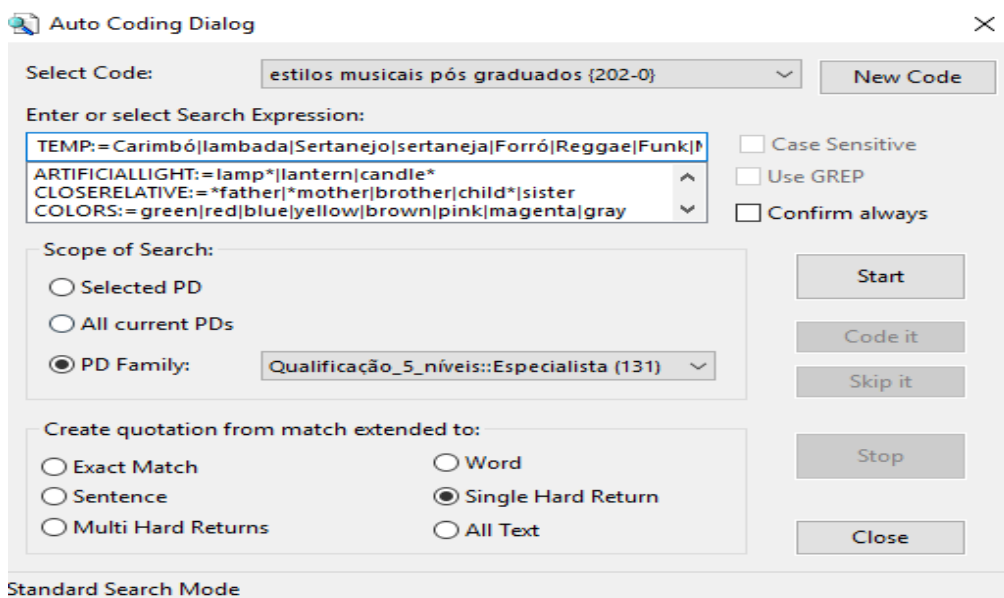 Auto Coding Dialog
Select Code: estilos musicais pós graduados {202-0} New Code
Enter or select Search Expression:
TEMP:=Carimbó|lambada|Sertanejo|sertaneja|Forró|Reggae|Funk| Case Sensitive
ARTIFICIALLIGHT:=lamp*|lantern|candle* Use GREP
CLOSERELATIVE:=*father|*mother|brother|child*|sister
COLORS:=green|red|blue|yellow|brown|pink|magenta|gray Confirm always
Scope of Search:
Selected PD Start
All current PDs Code it
PD Family: Qualificação_5_níveis::Especialista (131) Skip it
Create quotation from match extended to:
Exact Match Word Stop
Sentence Single Hard Return
Multi Hard Returns All Text Close
Standard Search Mode